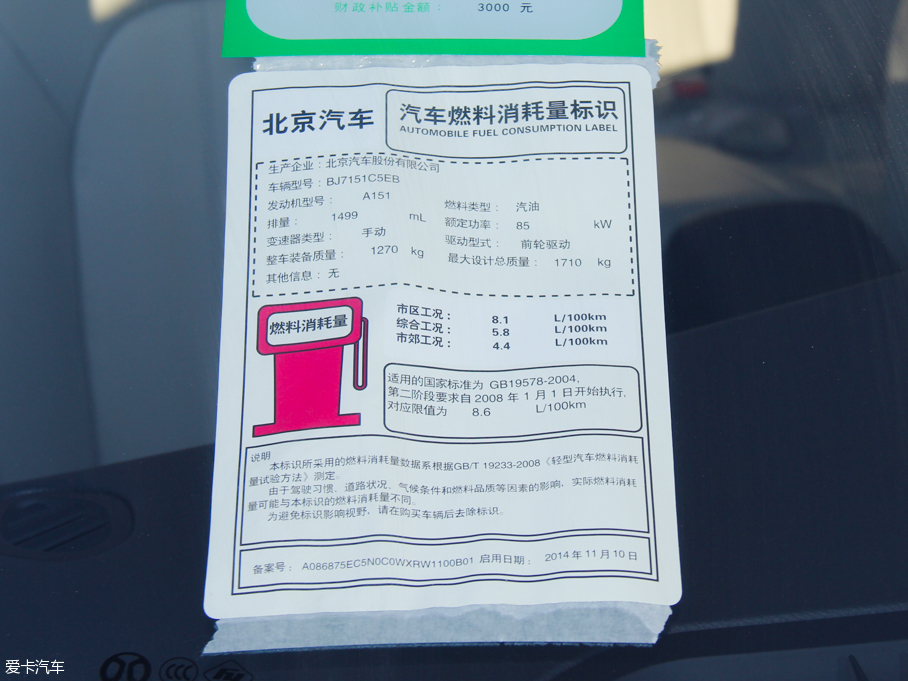 财政补贴金额： 3000 元
北京汽车
汽车燃料消耗量标识
AUTOMOBILE FUEL CONSUMPTION LABEL
生产企业：北京汽车股份有限公司
车辆型号：BJ7151C5EB
发动机型号： A151
燃料类型： 汽油
排量： 1499 mL
额定功率： 85 kW
变速器类型： 手动
驱动型式： 前轮驱动
整车装备质量： 1270 kg
最大设计总质量： 1710 kg
其他信息：无
燃料消耗量
市区工况： 8.1 L/100km
综合工况： 5.8 L/100km
市郊工况： 4.4 L/100km
适用的国家标准为 GB19578-2004,
第二阶段要求自 2008 年 1 月 1 日开始执行,
对应限值为 8.6 L/100km
说明
本标识所采用的燃料消耗量数据系根据GB/T 19233-2008《轻型汽车燃料消耗
量试验方法》测定。
由于驾驶习惯、道路状况、气候条件和燃料品质等因素的影响，实际燃料消耗
量可能与本标识的燃料消耗量不同。
为避免标识影响视野，请在购买车辆后去除标识。
备案号： A086875EC5N0C0WXRW1100B01 启用日期： 2014 年 11 月 10 日
爱卡汽车